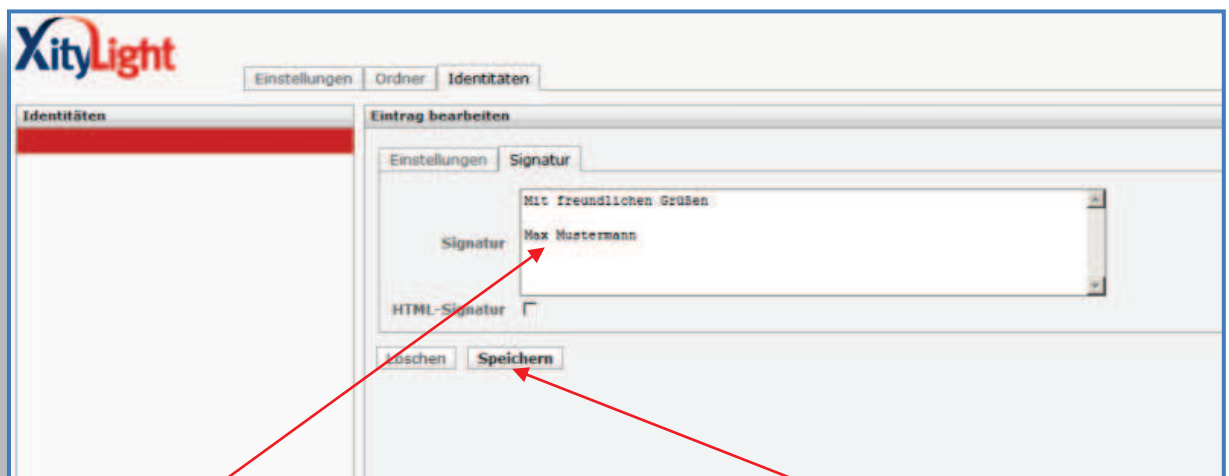 XityLight
Einstellungen Ordner Identitäten
Identitäten
Eintrag bearbeiten
Einstellungen Signatur
Mit freundlichen Grüßen
Max Mustermann
Signatur
HTML-Signatur
Löschen Speichern